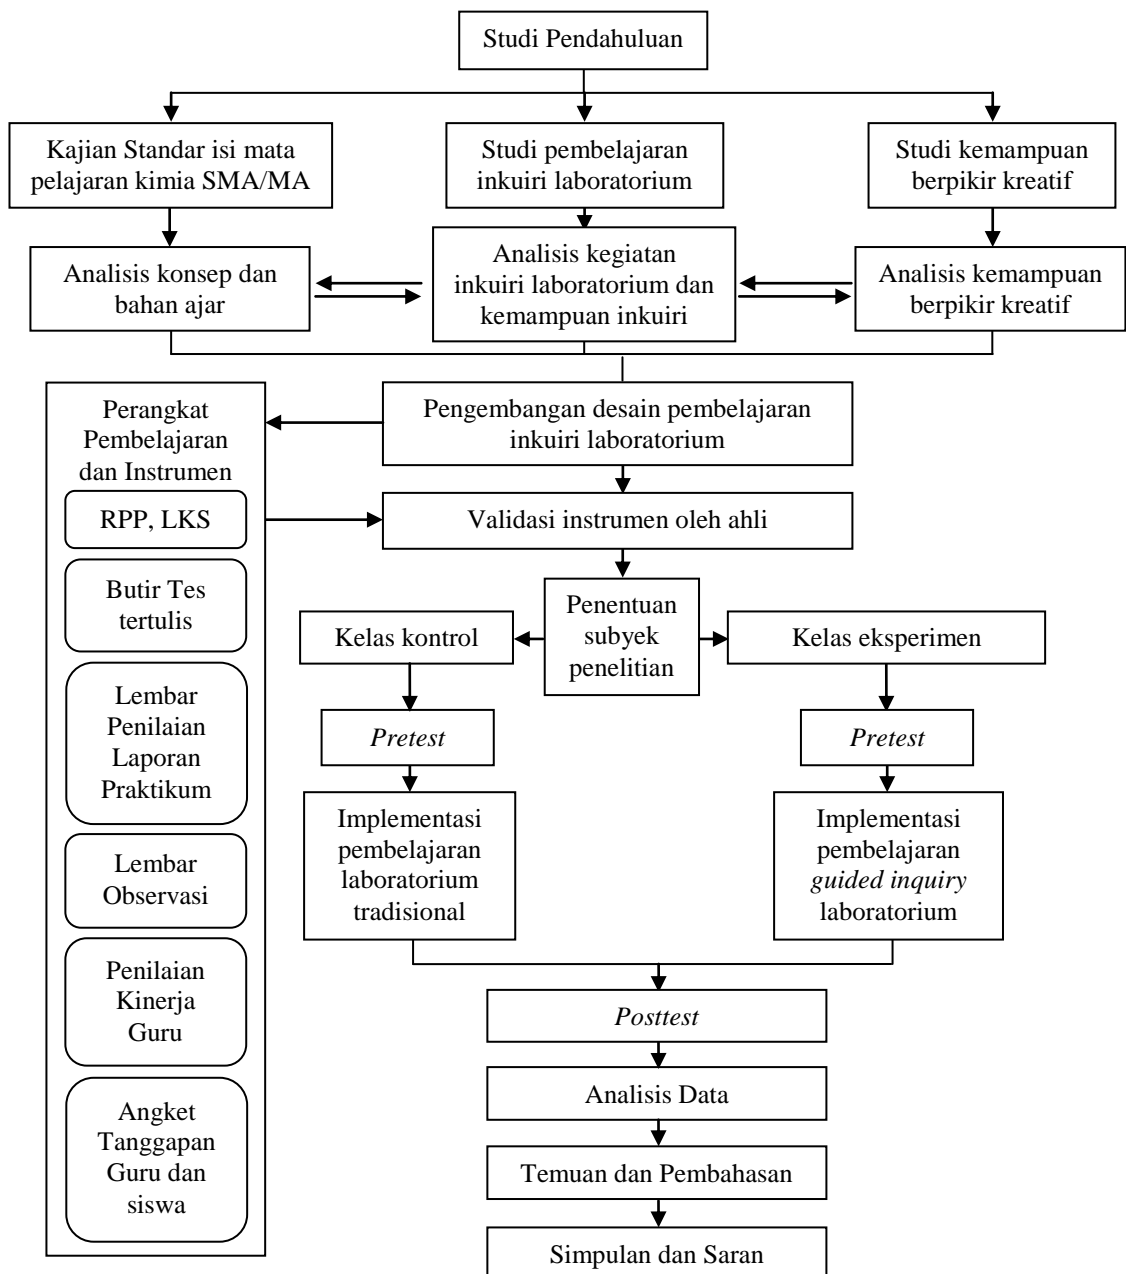 Studi Pendahuluan
Kajian Standar isi mata
pelajaran kimia SMA/MA
Studi pembelajaran
inkuiri laboratorium
Studi kemampuan
berpikir kreatif
Analisis konsep dan
bahan ajar
Analisis kegiatan
inkuiri laboratorium dan
kemampuan inkuiri
Analisis kemampuan
berpikir kreatif
Perangkat
Pembelajaran
dan Instrumen
RPP, LKS
Butir Tes
tertulis
Lembar
Penilaian
Laporan
Praktikum
Lembar
Observasi
Penilaian
Kinerja
Guru
Angket
Tanggapan
Guru dan
siswa
Pengembangan desain pembelajaran
inkuiri laboratorium
Validasi instrumen oleh ahli
Penentuan
subyek
penelitian
Kelas kontrol
Kelas eksperimen
Pretest
Pretest
Implementasi
pembelajaran
laboratorium
tradisional
Implementasi
pembelajaran
guided inquiry
laboratorium
Posttest
Analisis Data
Temuan dan Pembahasan
Simpulan dan Saran